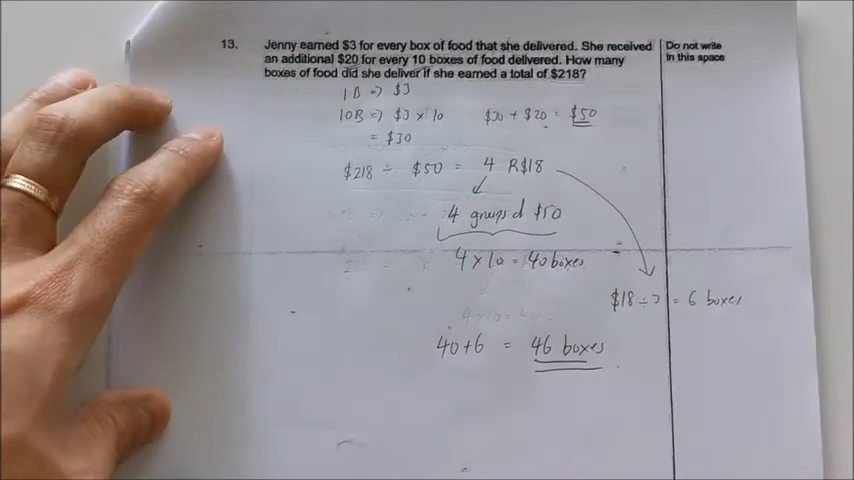 13. Jenny earned $3 for every box of food that she delivered. She received
an additional $20 for every 10 boxes of food delivered. How many
boxes of food did she deliver if she earned a total of $218?
Do not write
in this space
1B => $3
10B => $3 x 10
= $30
$30 + $20 = $50
$218 ÷ $50 = 4 R$18
4 groups of $50
4 x 10 = 40 boxes
$18 ÷ 3 = 6 boxes
40 + 6 = 46 boxes